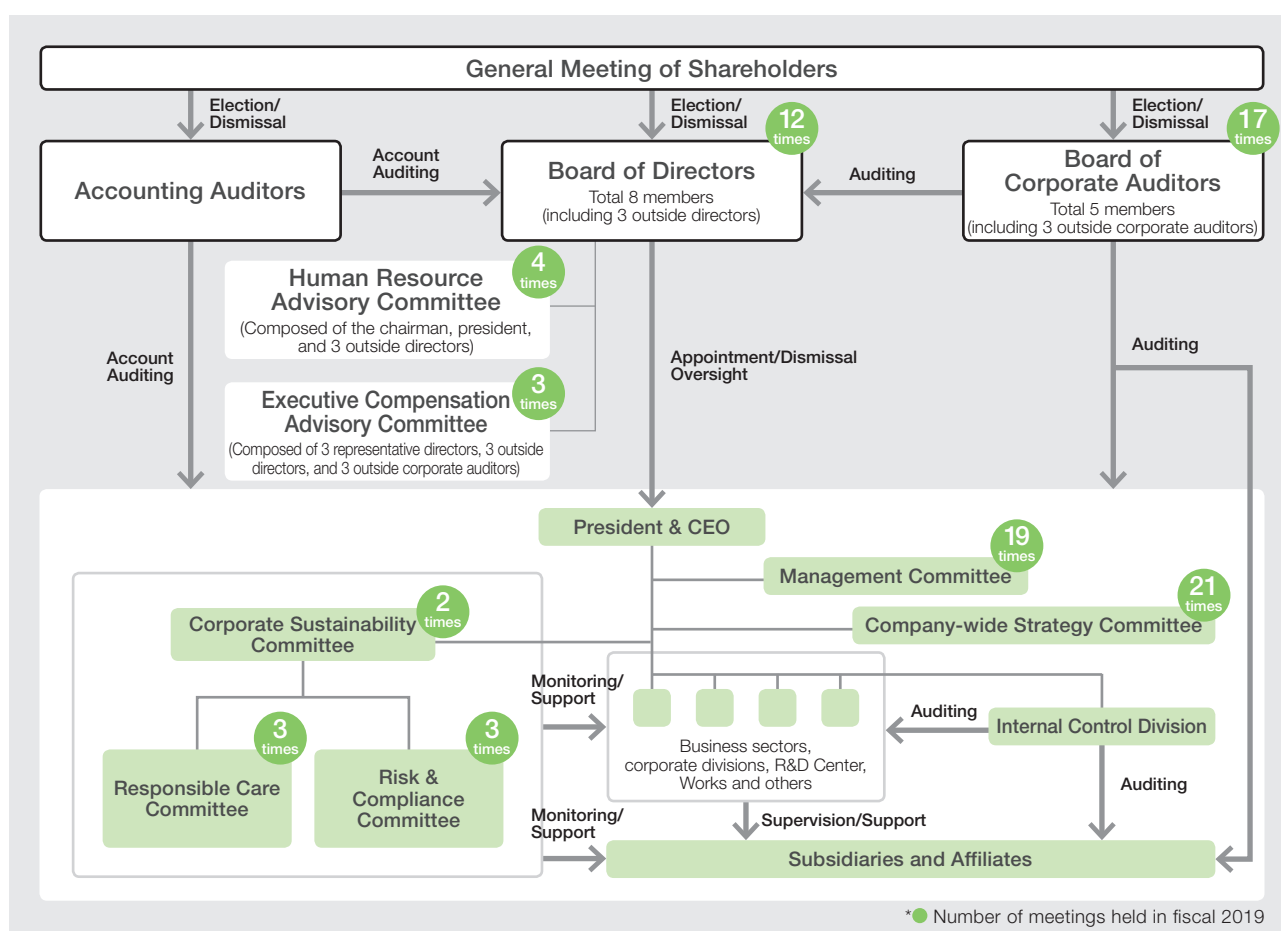 General Meeting of Shareholders
Election/
Dismissal
Election/
Dismissal
Election/
Dismissal
12
times
17
times
Accounting Auditors
Account
Auditing
Board of Directors
Total 8 members
(including 3 outside directors)
Auditing
Board of
Corporate Auditors
Total 5 members
(including 3 outside corporate auditors)
4
times
Human Resource
Advisory Committee
(Composed of the chairman, president,
and 3 outside directors)
Account
Auditing
Appointment/Dismissal
Oversight
Auditing
3
times
Executive Compensation
Advisory Committee
(Composed of 3 representative directors, 3 outside
directors, and 3 outside corporate auditors)
President & CEO
19
times
Management Committee
21
times
Company-wide Strategy Committee
2
times
Corporate Sustainability
Committee
Monitoring/
Support
3
times
3
times
Responsible Care
Committee
Risk &
Compliance
Committee
Business sectors,
corporate divisions, R&D Center,
Works and others
Auditing
Internal Control Division
Auditing
Monitoring/
Support
Supervision/Support
Subsidiaries and Affiliates
*● Number of meetings held in fiscal 2019